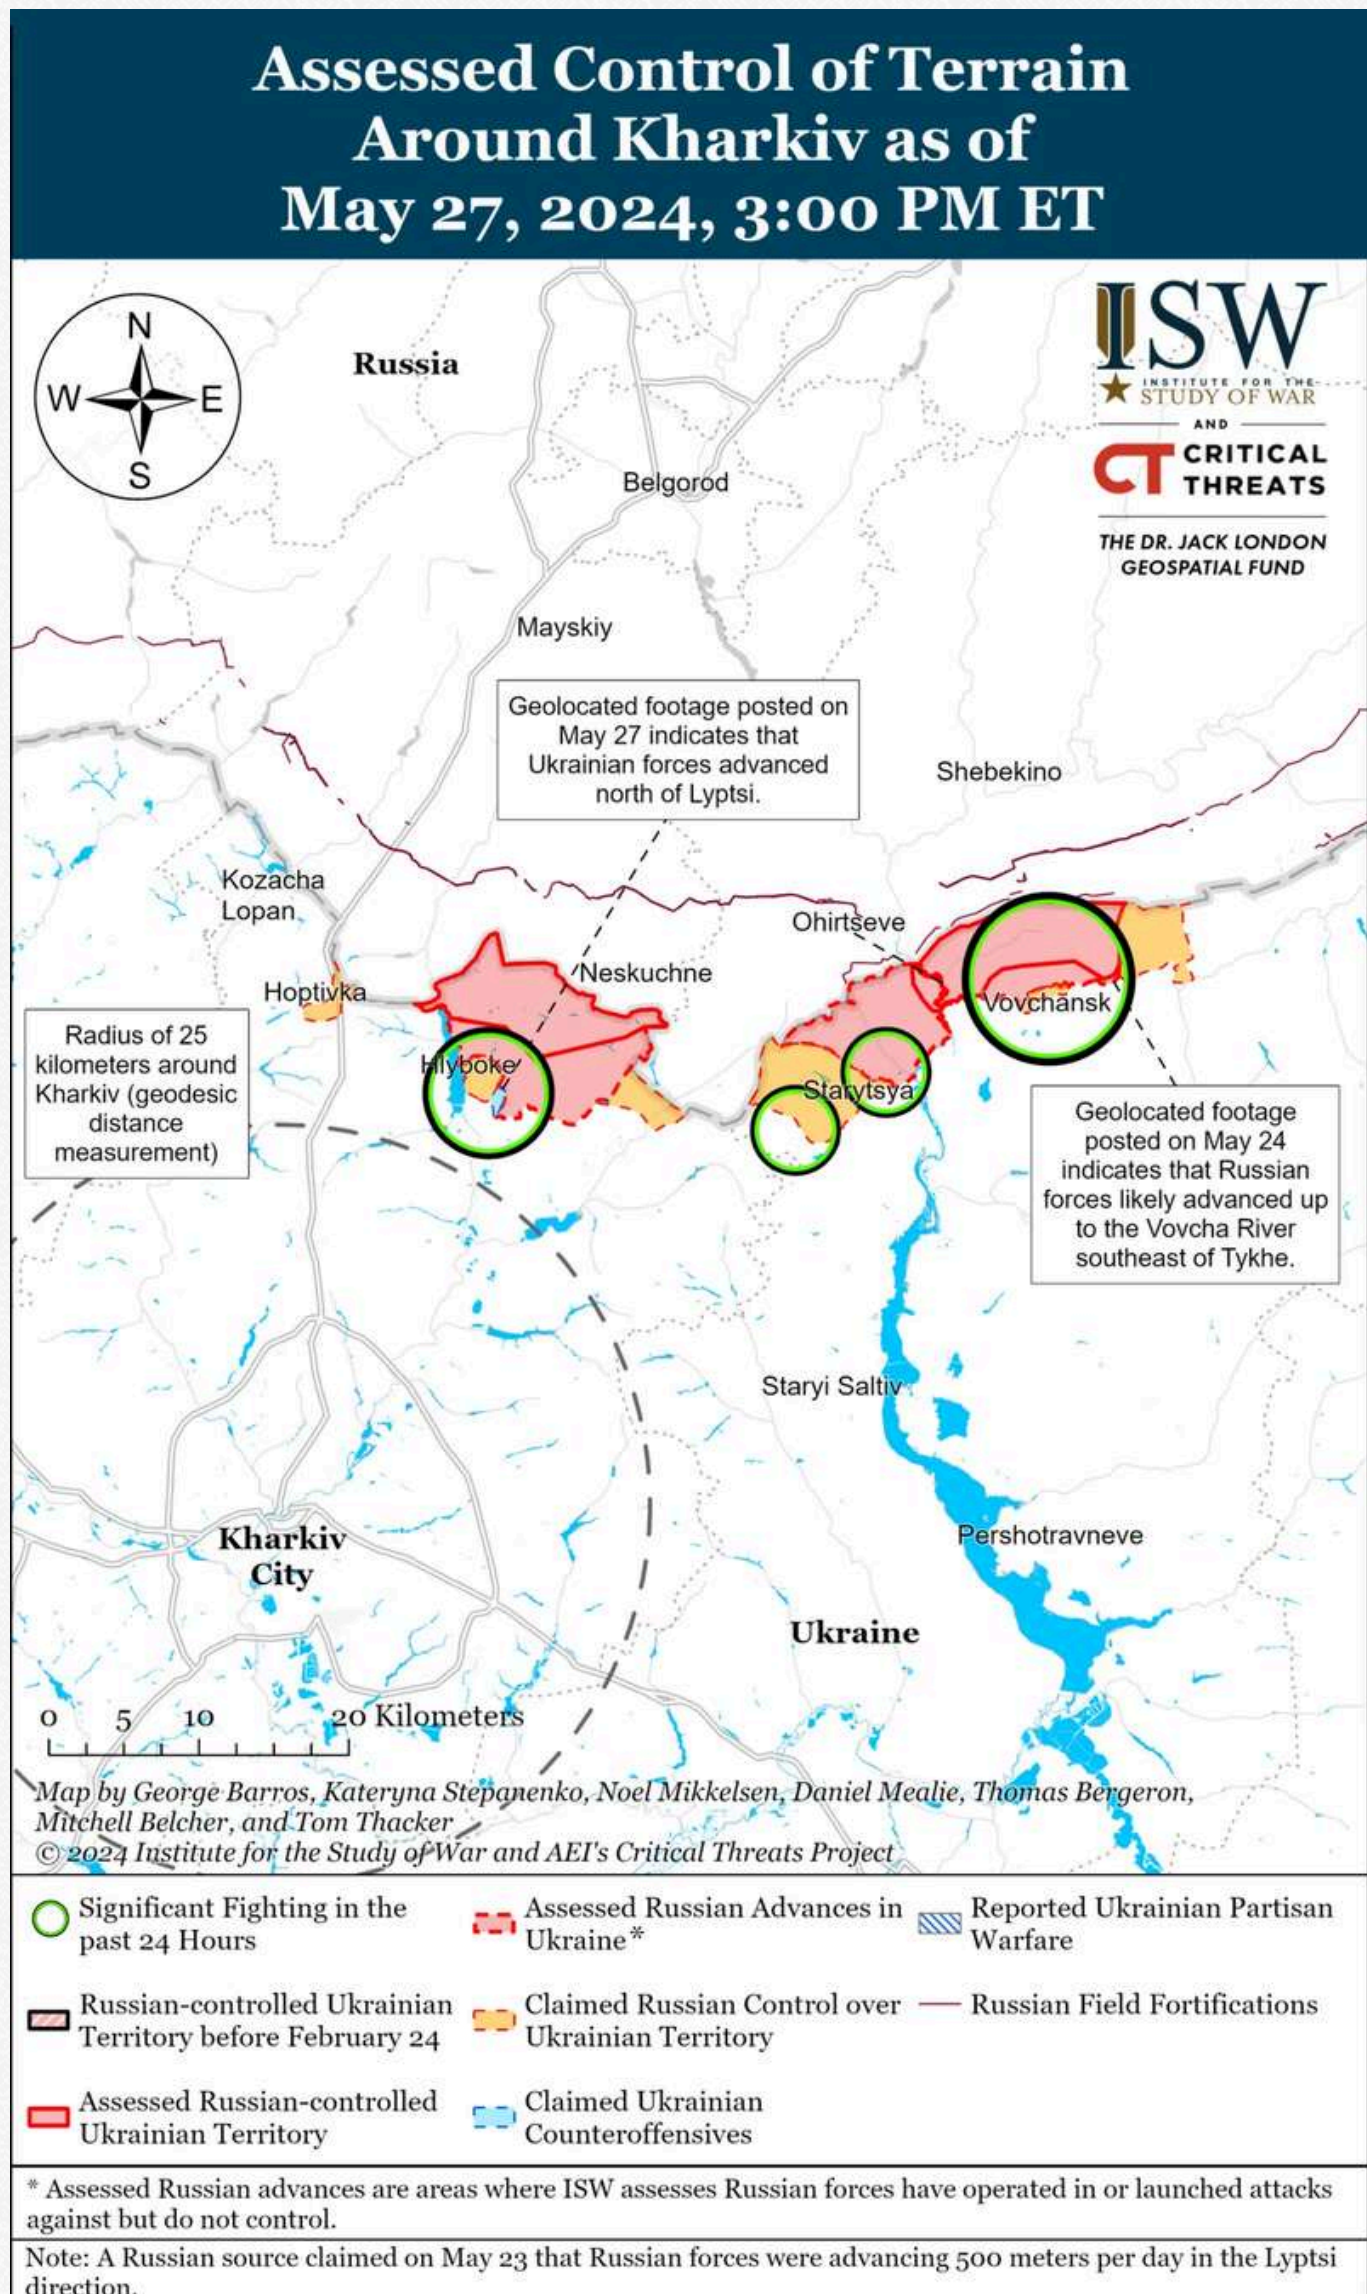 Assessed Control of Terrain
Around Kharkiv as of
May 27, 2024, 3:00 PM ET
N
W
E
S
Russia
ISW
INSTITUTE FOR THE
STUDY OF WAR
AND
CT CRITICAL
THREATS
THE DR. JACK LONDON
GEOSPATIAL FUND
Belgorod
Mayskiy
Geolocated footage posted on
May 27 indicates that
Ukrainian forces advanced
north of Lyptsi.
Shebekino
Kozacha
Lopan
Ohirtseve
Neskuchne
Hoptivka
Vovchansk
Radius of 25
kilometers around
Kharkiv (geodesic
distance
measurement)
Hlyboke
Starytsya
Geolocated footage
posted on May 24
indicates that Russian
forces likely advanced up
to the Vovcha River
southeast of Tykhe.
Staryi Saltiv
Kharkiv
City
Pershotravneve
Ukraine
0 5 10 20 Kilometers
Map by George Barros, Kateryna Stepanenko, Noel Mikkelsen, Daniel Mealie, Thomas Bergeron,
Mitchell Belcher, and Tom Thacker
© 2024 Institute for the Study of War and AEI's Critical Threats Project
Significant Fighting in the
past 24 Hours
Russian-controlled Ukrainian
Territory before February 24
Assessed Russian-controlled
Ukrainian Territory
Assessed Russian Advances in
Ukraine*
Claimed Russian Control over
Ukrainian Territory
Claimed Ukrainian
Counteroffensives
Reported Ukrainian Partisan
Warfare
Russian Field Fortifications
* Assessed Russian advances are areas where ISW assesses Russian forces have operated in or launched attacks
against but do not control.
Note: A Russian source claimed on May 23 that Russian forces were advancing 500 meters per day in the Lyptsi
direction.